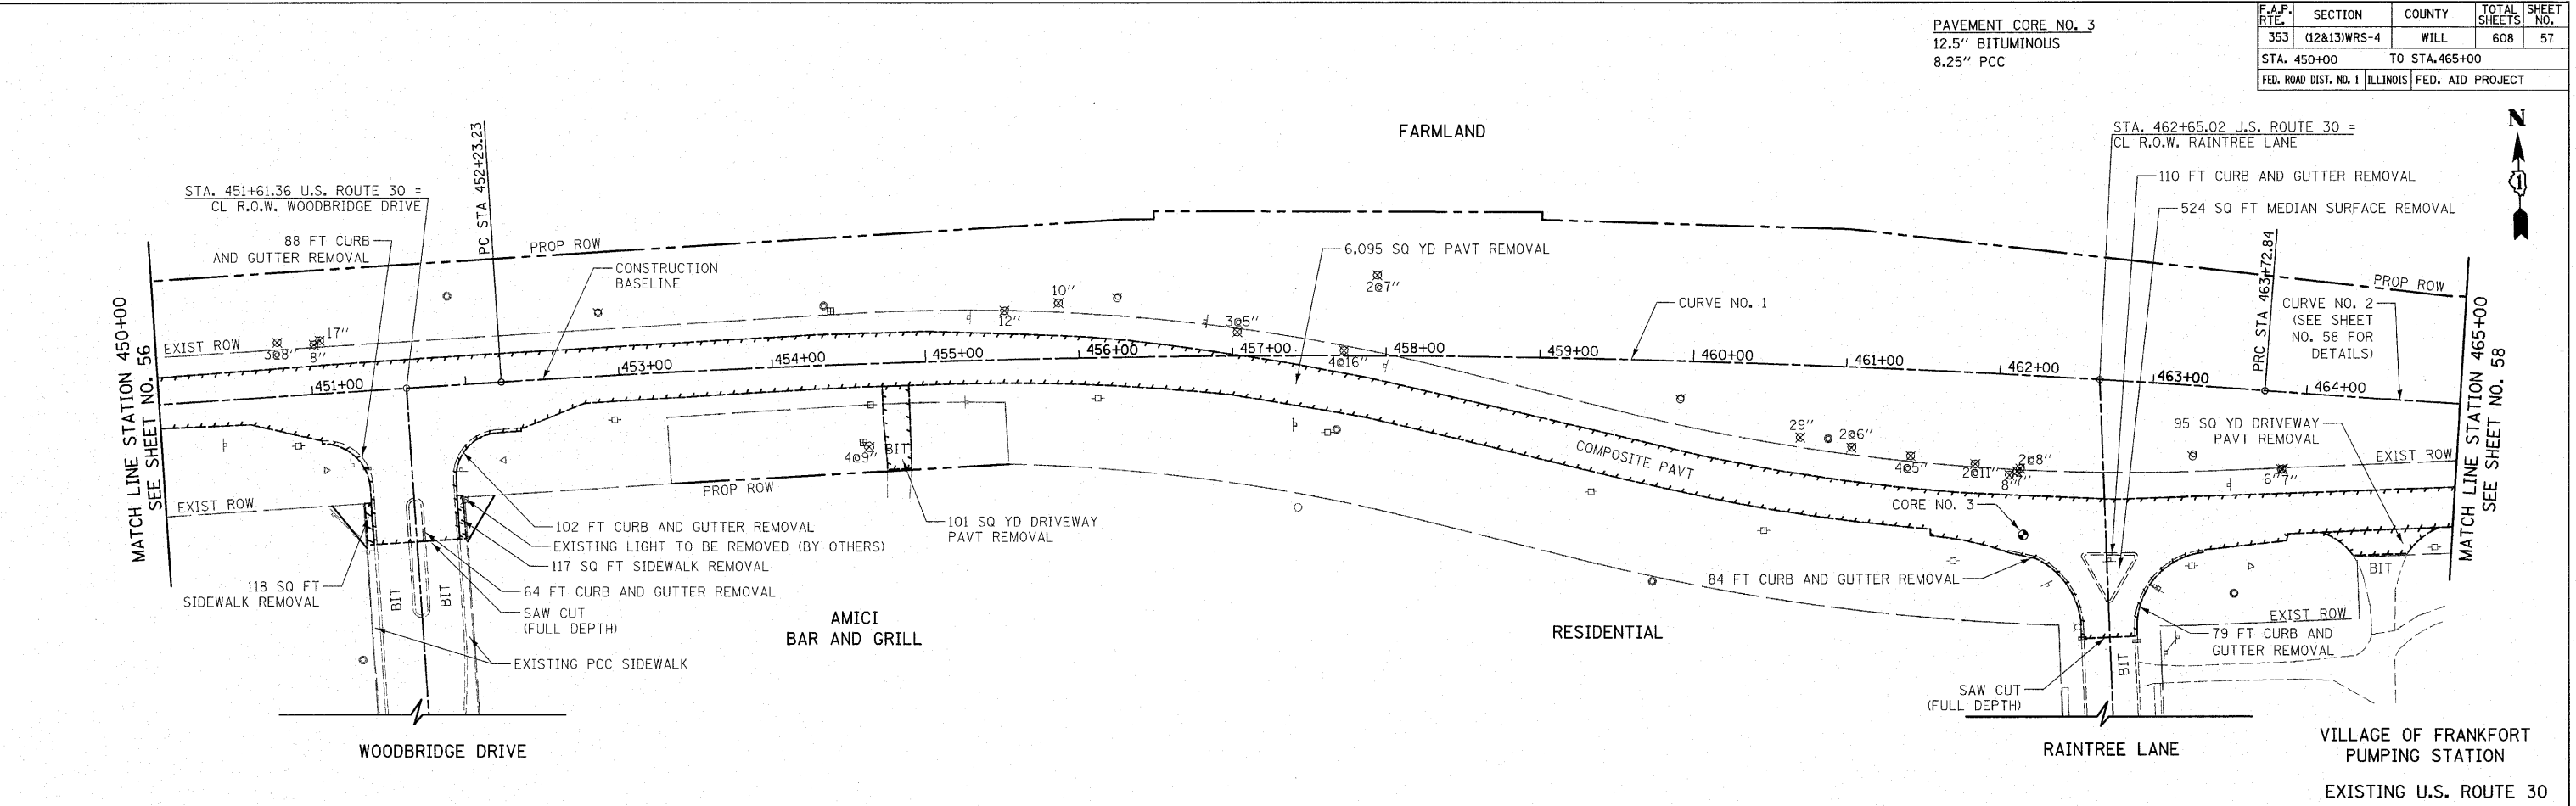 PAVEMENT CORE NO. 3
12.5" BITUMINOUS
8.25" PCC
F.A.P. RTE.
SECTION
COUNTY
TOTAL SHEETS
SHEET NO.
353
(12&13)WRS-4
WILL
608
57
STA. 450+00 TO STA.465+00
FED. ROAD DIST. NO. 1
ILLINOIS
FED. AID PROJECT
N
1
FARMLAND
STA. 451+61.36 U.S. ROUTE 30 =
CL R.O.W. WOODBRIDGE DRIVE
PC STA 452+23.23
88 FT CURB
AND GUTTER REMOVAL
PROP ROW
CONSTRUCTION
BASELINE
6,095 SQ YD PAVT REMOVAL
CURVE NO. 1
STA. 462+65.02 U.S. ROUTE 30 =
CL R.O.W. RAINTREE LANE
110 FT CURB AND GUTTER REMOVAL
524 SQ FT MEDIAN SURFACE REMOVAL
PRC STA 463+72.84
PROP ROW
CURVE NO. 2
(SEE SHEET
NO. 58 FOR
DETAILS)
MATCH LINE STATION 450+00
SEE SHEET NO. 56
EXIST ROW
3@8"
17"
8"
12"
10"
3@5"
2@7"
4@16"
451+00
453+00
454+00
455+00
456+00
457+00
458+00
459+00
460+00
461+00
462+00
463+00
464+00
MATCH LINE STATION 465+00
SEE SHEET NO. 58
29"
2@6"
4@5"
2@11"
2@8"
8"
6"
7"
95 SQ YD DRIVEWAY
PAVT REMOVAL
EXIST ROW
4@9"
BIT
PROP ROW
COMPOSITE PAVT
CORE NO. 3
EXIST ROW
102 FT CURB AND GUTTER REMOVAL
EXISTING LIGHT TO BE REMOVED (BY OTHERS)
117 SQ FT SIDEWALK REMOVAL
64 FT CURB AND GUTTER REMOVAL
SAW CUT
(FULL DEPTH)
EXISTING PCC SIDEWALK
118 SQ FT
SIDEWALK REMOVAL
BIT
BIT
101 SQ YD DRIVEWAY
PAVT REMOVAL
AMICI
BAR AND GRILL
RESIDENTIAL
84 FT CURB AND GUTTER REMOVAL
BIT
EXIST ROW
79 FT CURB AND
GUTTER REMOVAL
BIT
SAW CUT
(FULL DEPTH)
WOODBRIDGE DRIVE
RAINTREE LANE
VILLAGE OF FRANKFORT
PUMPING STATION
EXISTING U.S. ROUTE 30